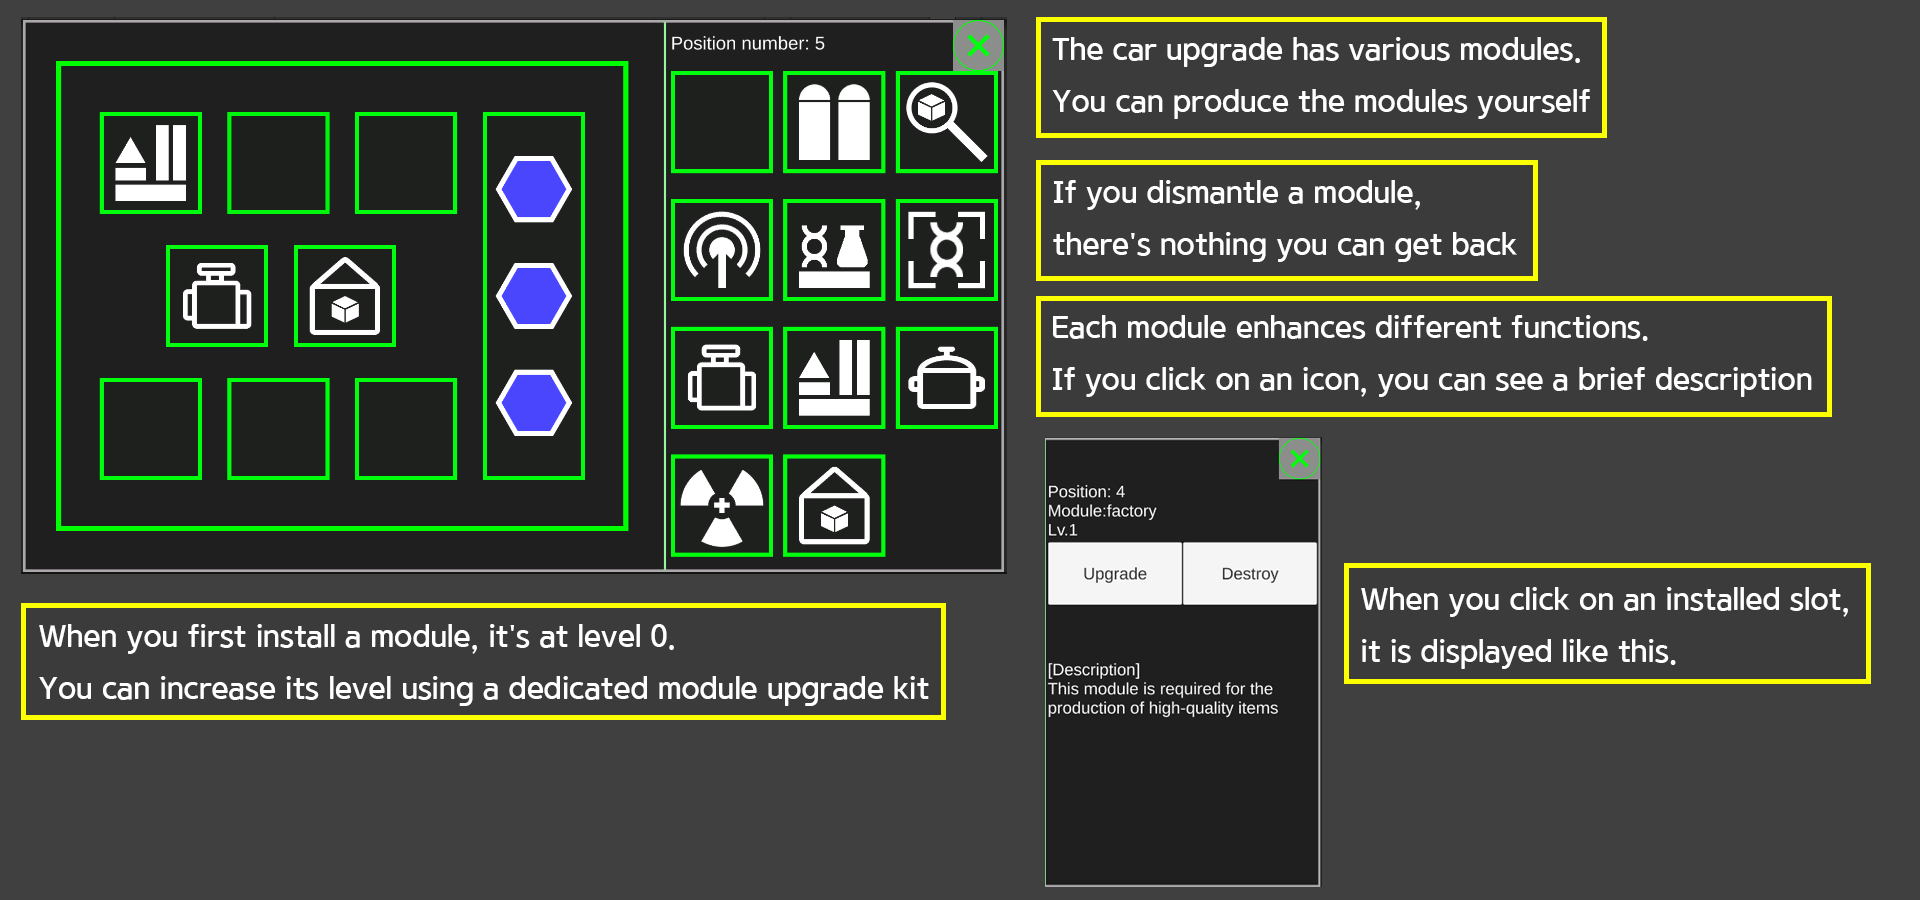 Position number: 5
The car upgrade has various modules.
You can produce the modules yourself
If you dismantle a module,
there's nothing you can get back
Each module enhances different functions.
If you click on an icon, you can see a brief description
Position: 4
Module:factory
Lv.1
Upgrade
Destroy
[Description]
This module is required for the
production of high-quality items
When you click on an installed slot,
it is displayed like this.
When you first install a module, it's at level 0.
You can increase its level using a dedicated module upgrade kit